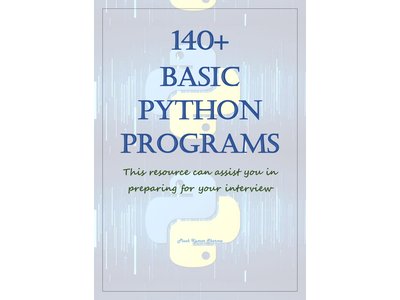 140+
BASIC
PYTHON
PROGRAMS
This resource can assist you in
preparing for your interview